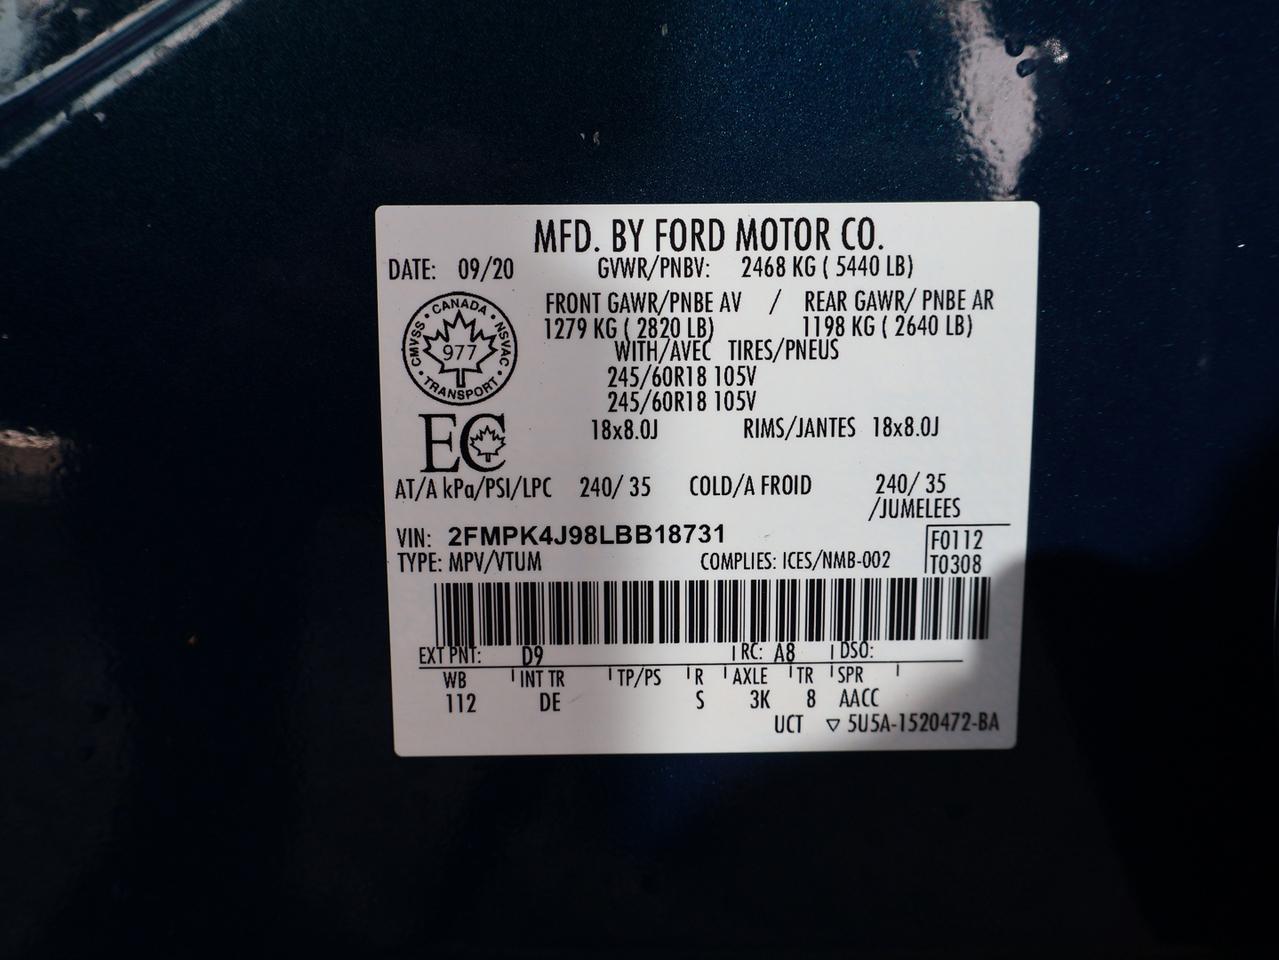 MFD. BY FORD MOTOR CO.
DATE: 09/20 GVWR/PNBV: 2468 KG ( 5440 LB)
FRONT GAWR/PNBE AV / REAR GAWR/ PNBE AR
1279 KG ( 2820 LB) 1198 KG ( 2640 LB)
WITH/AVEC TIRES/PNEUS
245/60R18 105V
245/60R18 105V
18x8.0J RIMS/JANTES 18x8.0J
CANADA
CMVSS 977 NSVAC
TRANSPORT
EC
AT/A kPa/PSI/LPC 240/ 35 COLD/A FROID 240/ 35
/JUMELEES
VIN: 2FMPK4J98LBB18731
F0112
TYPE: MPV/VTUM COMPLIES: ICES/NMB-002 T0308
EXT PNT: D9 RC: A8 DSO:
WB INT TR TP/PS R AXLE TR SPR
112 DE S 3K 8 AACC
UCT ▽ 5U5A-1520472-BA